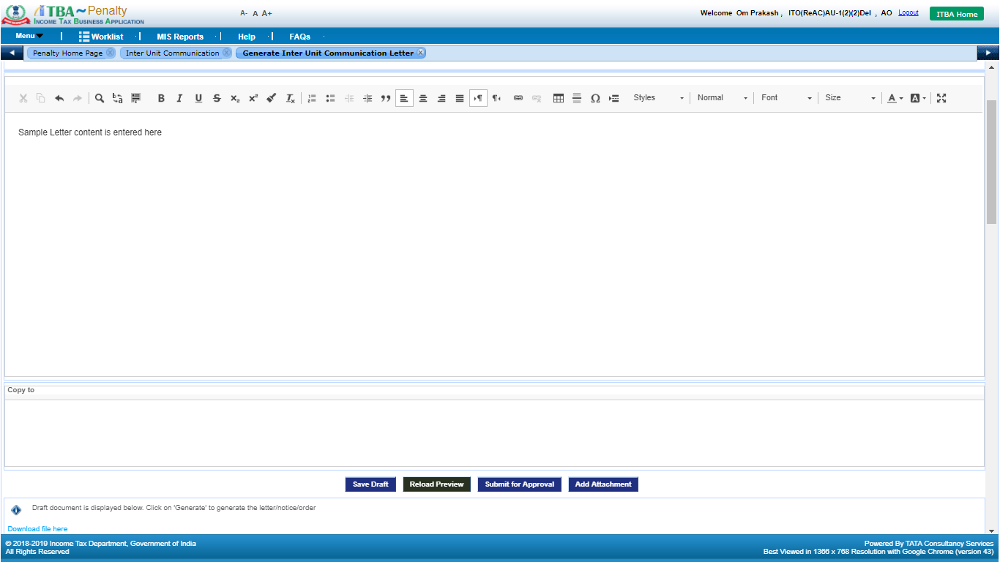 ITBA ~ Penalty
INCOME TAX BUSINESS APPLICATION
A- A A+
Welcome Om Prakash , ITO(ReAC)AU-1(2)(2)Del , AO Logout ITBA Home
Menu Worklist MIS Reports Help FAQs
Penalty Home Page Inter Unit Communication Generate Inter Unit Communication Letter
B I U S x₂ x² Tx Ω Styles Normal Font Size A A
Sample Letter content is entered here
Copy to
Save Draft Reload Preview Submit for Approval Add Attachment
Draft document is displayed below. Click on 'Generate' to generate the letter/notice/order
Download file here
© 2018-2019 Income Tax Department, Government of India
All Rights Reserved
Powered By TATA Consultancy Services
Best Viewed in 1366 x 768 Resolution with Google Chrome (version 43)